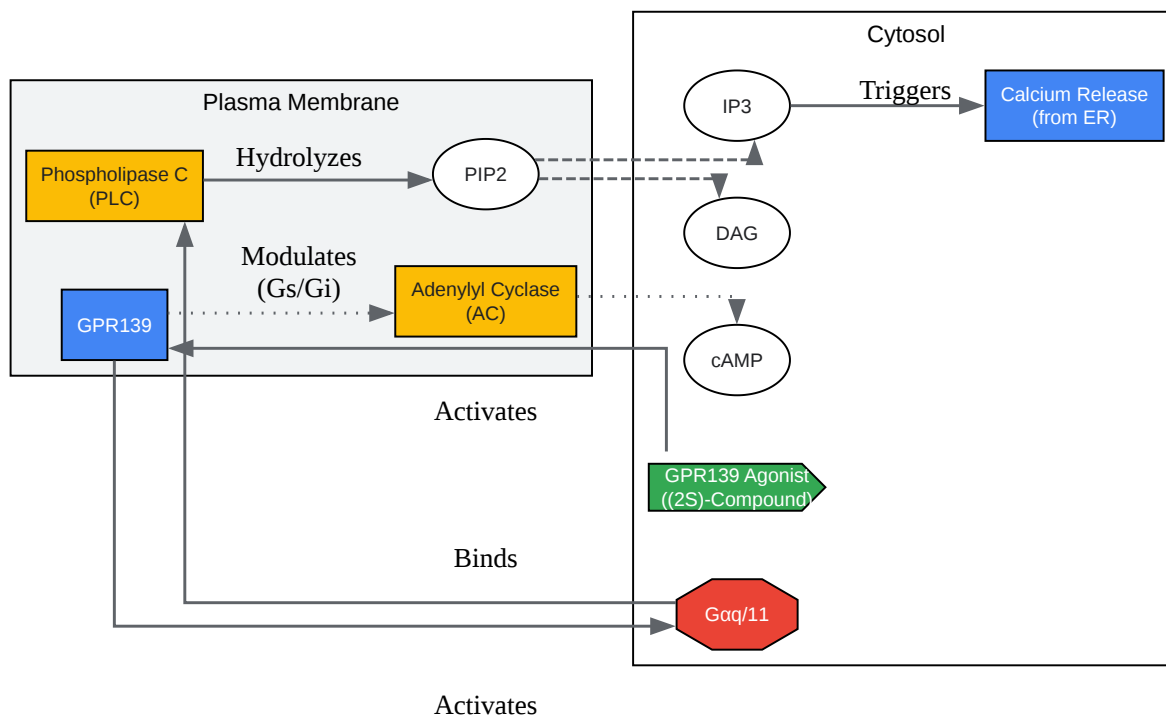 Cytosol
Plasma Membrane
IP3
Triggers
Calcium Release
(from ER)
Phospholipase C
(PLC)
Hydrolyzes
PIP2
DAG
Modulates
(Gs/Gi)
GPR139
Adenylyl Cyclase
(AC)
cAMP
Activates
GPR139 Agonist
((2S)-Compound)
Binds
Gαq/11
Activates